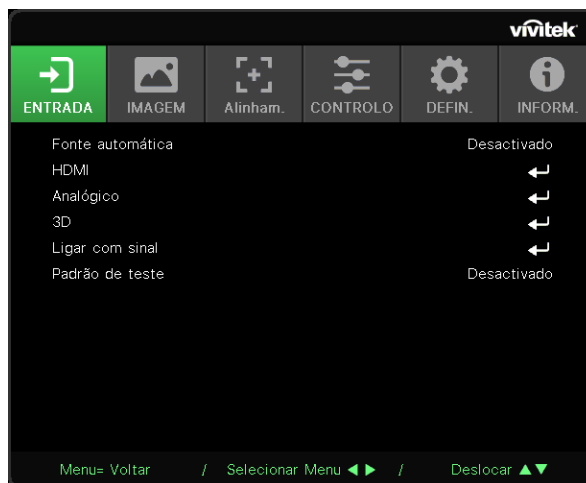 vivitek
ENTRADA IMAGEM Alinham. CONTROLO DEFIN. INFORM.
Fonte automática Desactivado
HDMI
Analógico
3D
Ligar com sinal
Padrão de teste Desactivado
Menu= Voltar / Selecionar Menu ◀ ▶ / Deslocar ▲▼